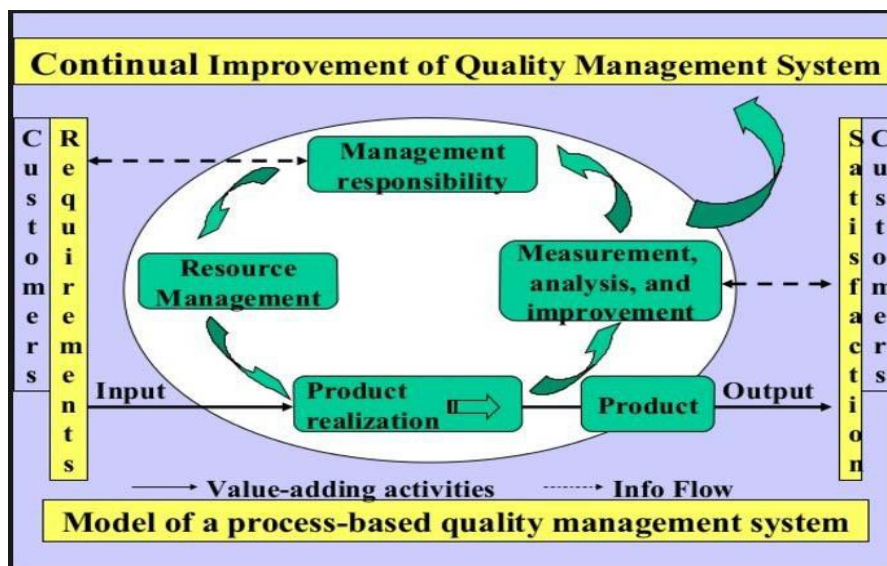 Continual Improvement of Quality Management System
Customers
Requirements
Management
responsibility
Satisfaction
Customers
Resource
Management
Measurement,
analysis, and
improvement
Input
Product
realization
Product
Output
Value-adding activities
Info Flow
Model of a process-based quality management system